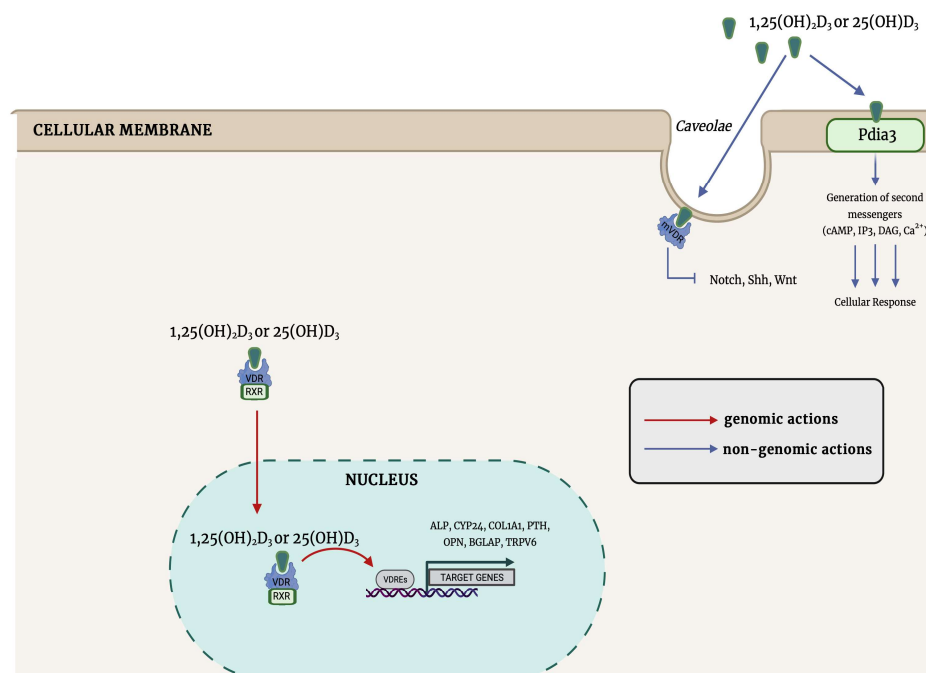 1,25(OH)₂D₃ or 25(OH)D₃
CELLULAR MEMBRANE
Caveolae
Pdia3
mVDR
Generation of second
messengers
(cAMP, IP3, DAG, Ca²⁺)
Notch, Shh, Wnt
Cellular Response
1,25(OH)₂D₃ or 25(OH)D₃
VDR
RXR
genomic actions
non-genomic actions
NUCLEUS
1,25(OH)₂D₃ or 25(OH)D₃
VDR
RXR
ALP, CYP24, COL1A1, PTH,
OPN, BGLAP, TRPV6
VDREs
TARGET GENES